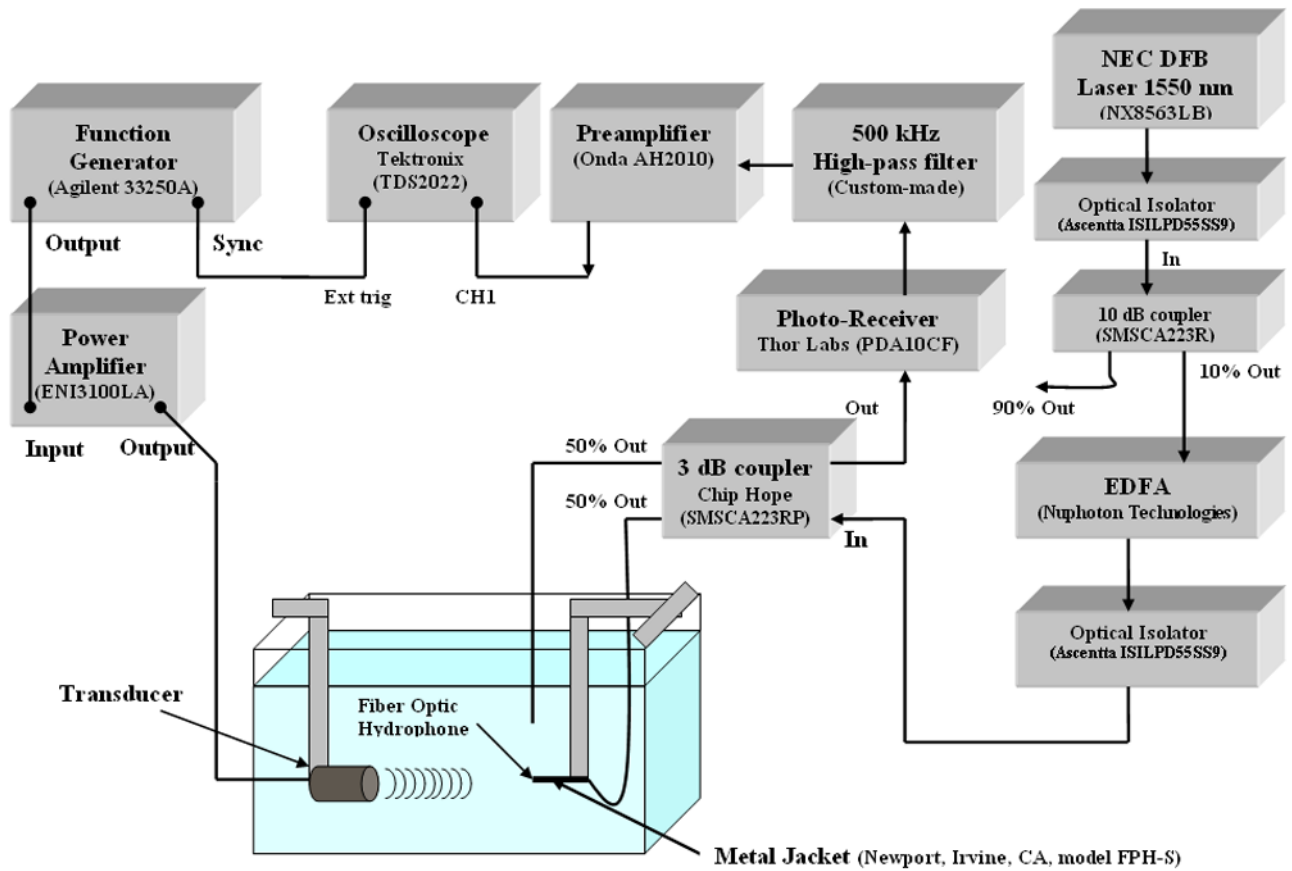 NEC DFB
Laser 1550 nm
(NX8563LB)
Function
Generator
(Agilent 33250A)
Output
Sync
Oscilloscope
Tektronix
(TDS2022)
Ext trig
CH1
Preamplifier
(Onda AH2010)
500 kHz
High-pass filter
(Custom-made)
Optical Isolator
(Ascentta ISILPD55SS9)
In
10 dB coupler
(SMSCA223R)
10% Out
90% Out
Power
Amplifier
(ENI3100LA)
Input
Output
Photo-Receiver
Thor Labs (PDA10CF)
Out
50% Out
50% Out
3 dB coupler
Chip Hope
(SMSCA223RP)
In
EDFA
(Nuphoton Technologies)
Optical Isolator
(Ascentta ISILPD55SS9)
Transducer
Fiber Optic
Hydrophone
Metal Jacket (Newport, Irvine, CA, model FPH-S)